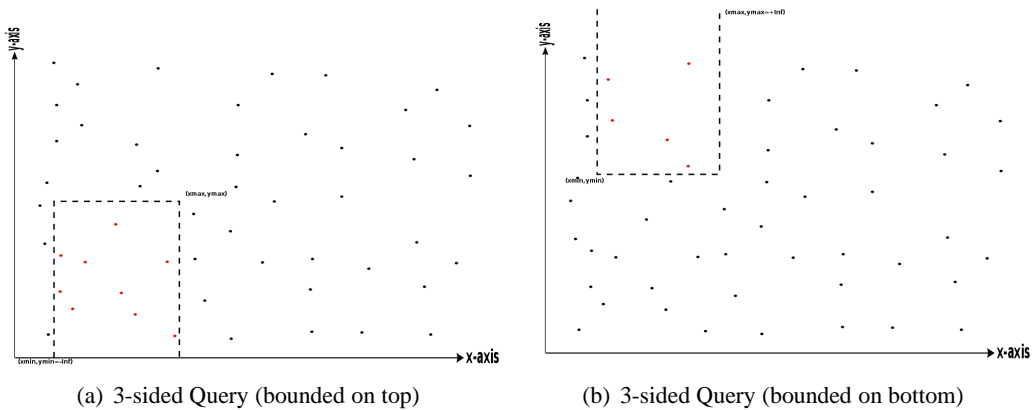 y-axis
(xmax,ymax)
(xmin,ymin=-Inf)
x-axis
(a) 3-sided Query (bounded on top)
y-axis
(xmax,ymax=+Inf)
(xmin,ymin)
x-axis
(b) 3-sided Query (bounded on bottom)